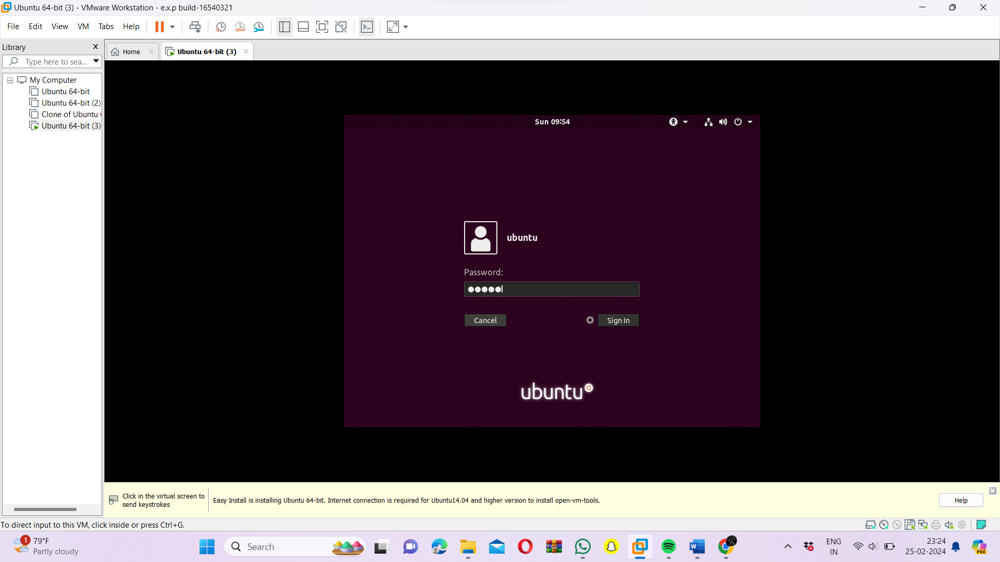 Ubuntu 64-bit (3) - VMware Workstation - e.x.p build-16540321
File Edit View VM Tabs Help
Library
Home
Ubuntu 64-bit (3)
Type here to sea...
My Computer
Ubuntu 64-bit
Ubuntu 64-bit (2)
Clone of Ubuntu
Ubuntu 64-bit (3)
Sun 09:54
ubuntu
Password:
Cancel
Sign In
ubuntu
Click in the virtual screen to
send keystrokes
Easy Install is installing Ubuntu 64-bit. Internet connection is required for Ubuntu14.04 and higher version to install open-vm-tools.
Help
To direct input to this VM, click inside or press Ctrl+G.
1
79°F
Partly cloudy
Search
W
ENG
IN
23:24
25-02-2024
PRE